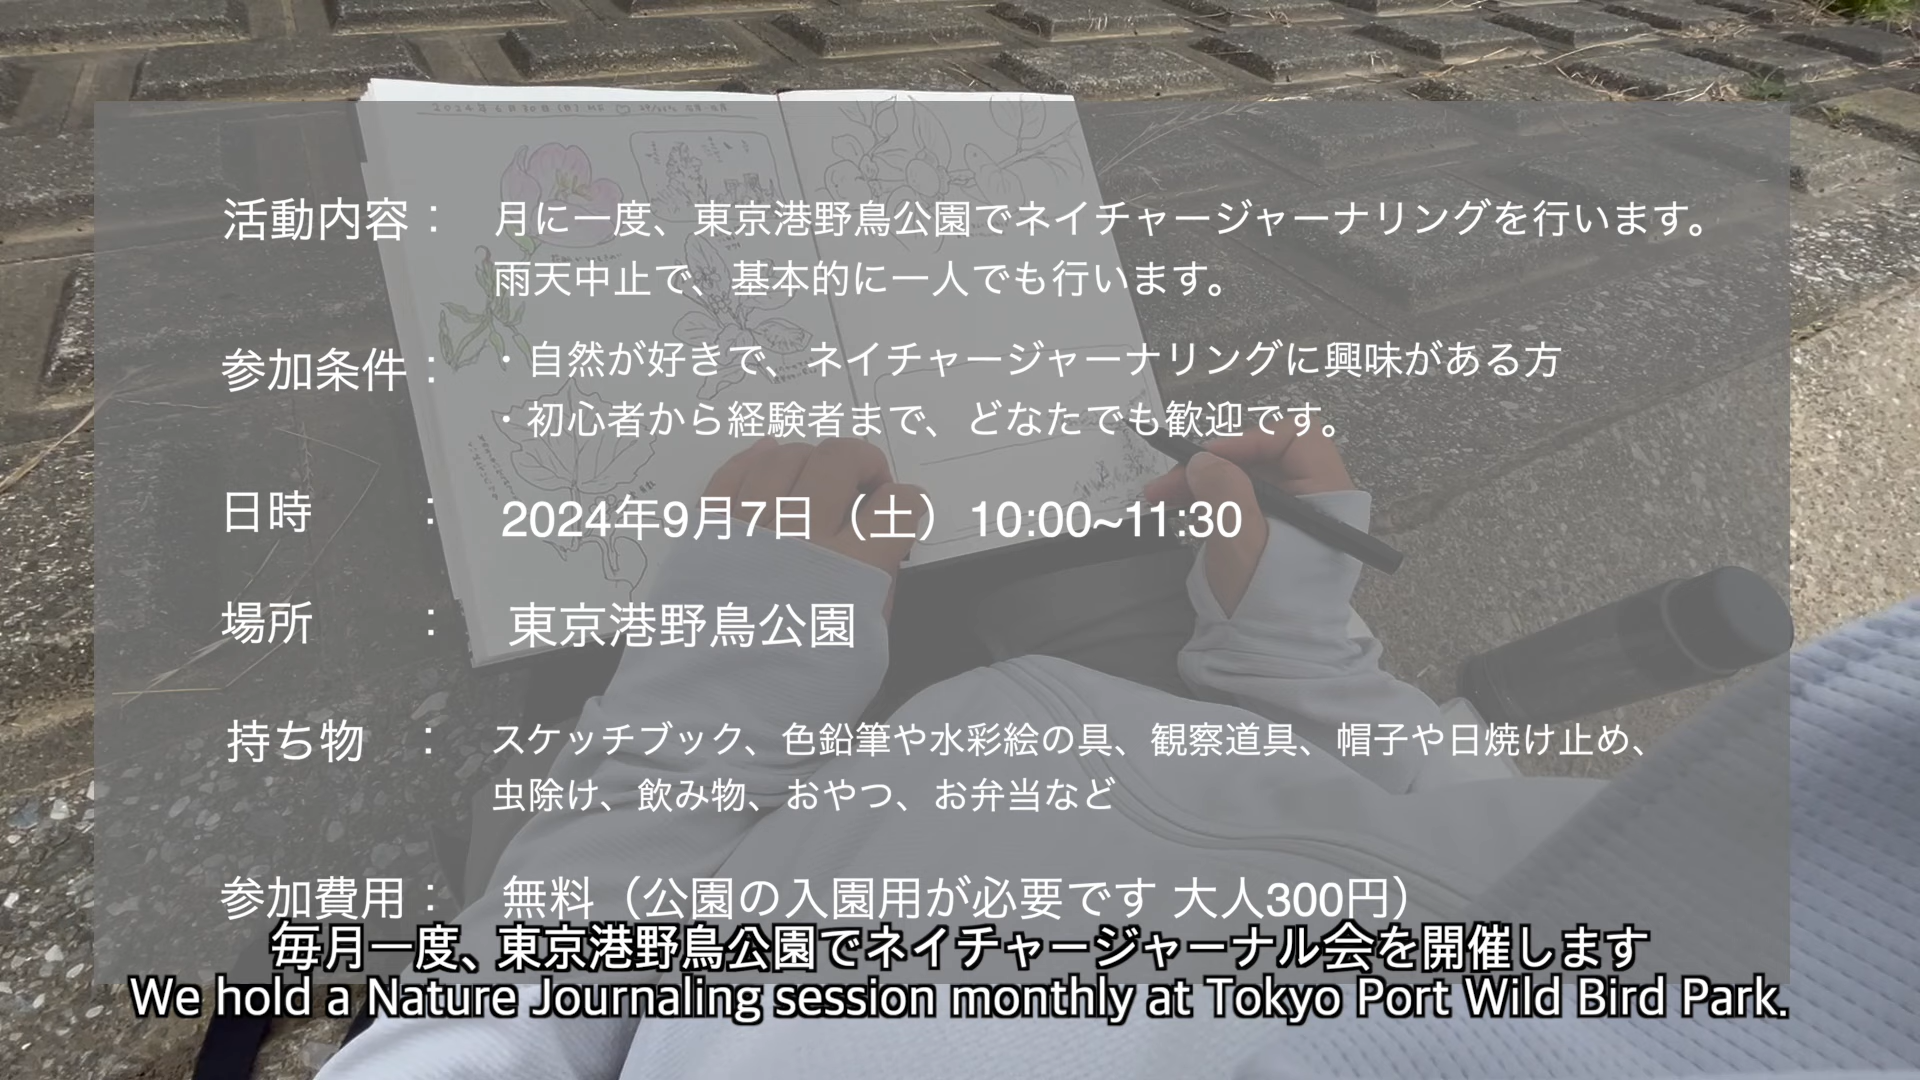 活動内容： 月に一度、東京港野鳥公園でネイチャージャーナリングを行います。
雨天中止で、基本的に一人でも行います。
参加条件： ・自然が好きで、ネイチャージャーナリングに興味がある方
・初心者から経験者まで、どなたでも歓迎です。
日時 ： 2024年9月7日（土）10:00~11:30
場所 ： 東京港野鳥公園
持ち物 ： スケッチブック、色鉛筆や水彩絵の具、観察道具、帽子や日焼け止め、
虫除け、飲み物、おやつ、お弁当など
参加費用： 無料（公園の入園用が必要です 大人300円）
毎月一度、東京港野鳥公園でネイチャージャーナル会を開催します
We hold a Nature Journaling session monthly at Tokyo Port Wild Bird Park.